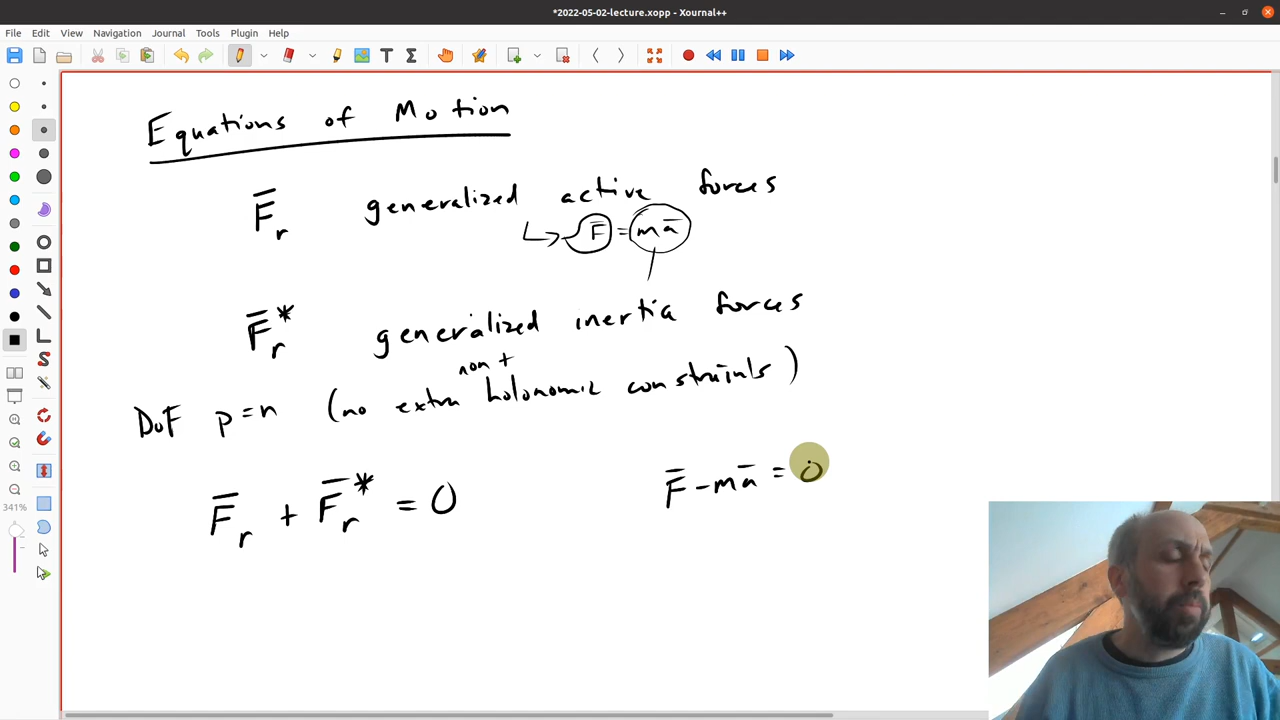 *2022-05-02-lecture.xopp - Xournal++
File Edit View Navigation Journal Tools Plugin Help
Equations of Motion
F̄r generalized active forces
F̄ = mā
F̄r* generalized inertia forces
non +
DoF p=n (no extra holonomic constraints)
F̄r + F̄r* = 0
F̄ - mā = 0
341%